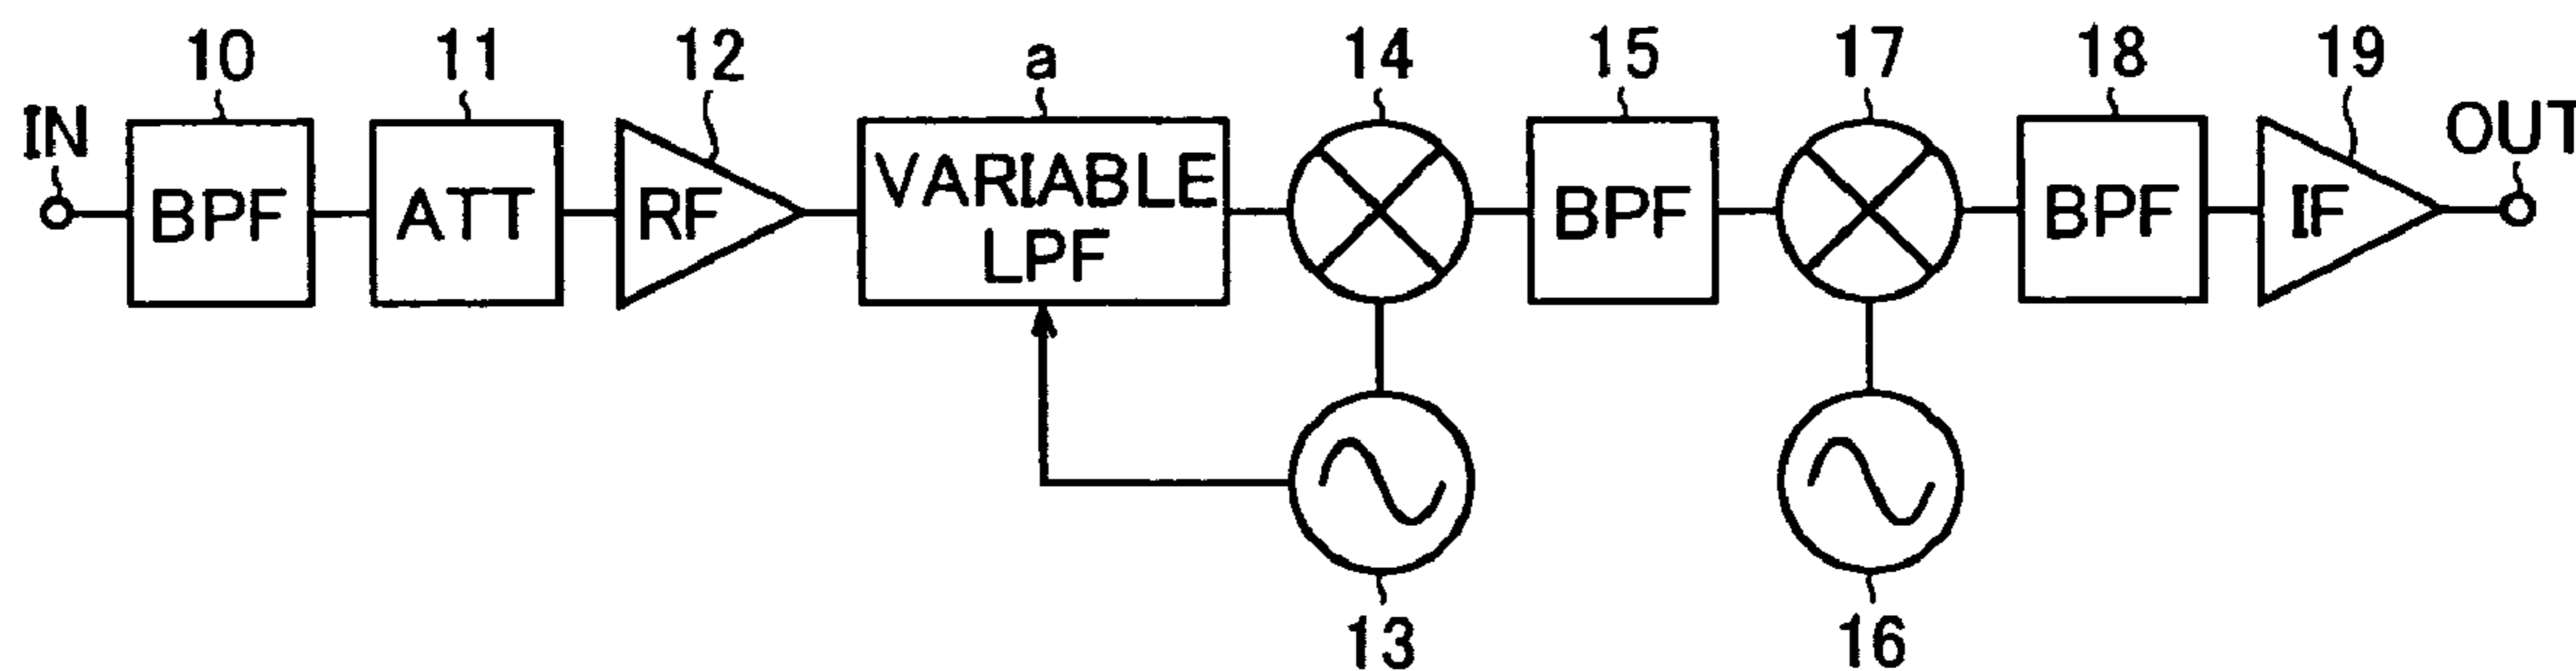 10 11 12 a 14 15 17 18 19
IN OUT
BPF ATT RF VARIABLE LPF BPF BPF IF
13 16